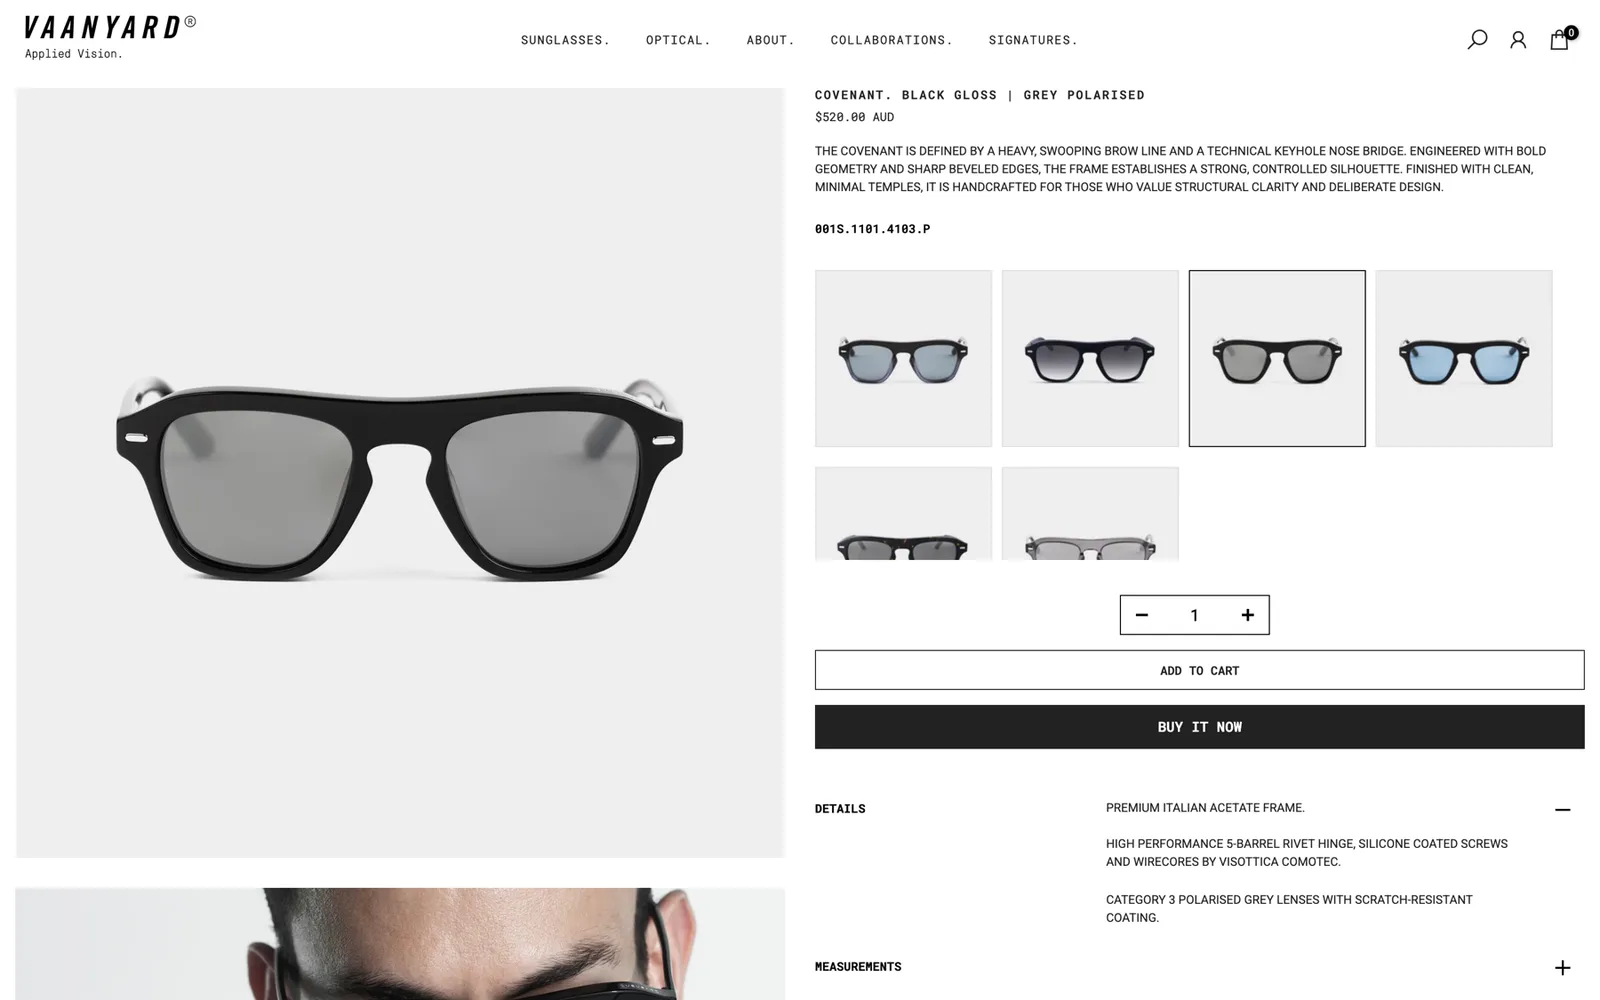 VAANYARD®
Applied Vision.
SUNGLASSES.
OPTICAL.
ABOUT.
COLLABORATIONS.
SIGNATURES.
0
COVENANT. BLACK GLOSS | GREY POLARISED
$520.00 AUD
THE COVENANT IS DEFINED BY A HEAVY, SWOOPING BROW LINE AND A TECHNICAL KEYHOLE NOSE BRIDGE. ENGINEERED WITH BOLD
GEOMETRY AND SHARP BEVELED EDGES, THE FRAME ESTABLISHES A STRONG, CONTROLLED SILHOUETTE. FINISHED WITH CLEAN,
MINIMAL TEMPLES, IT IS HANDCRAFTED FOR THOSE WHO VALUE STRUCTURAL CLARITY AND DELIBERATE DESIGN.
001S.1101.4103.P
− 1 +
ADD TO CART
BUY IT NOW
DETAILS
PREMIUM ITALIAN ACETATE FRAME.
HIGH PERFORMANCE 5-BARREL RIVET HINGE, SILICONE COATED SCREWS
AND WIRECORES BY VISOTTICA COMOTEC.
CATEGORY 3 POLARISED GREY LENSES WITH SCRATCH-RESISTANT
COATING.
MEASUREMENTS